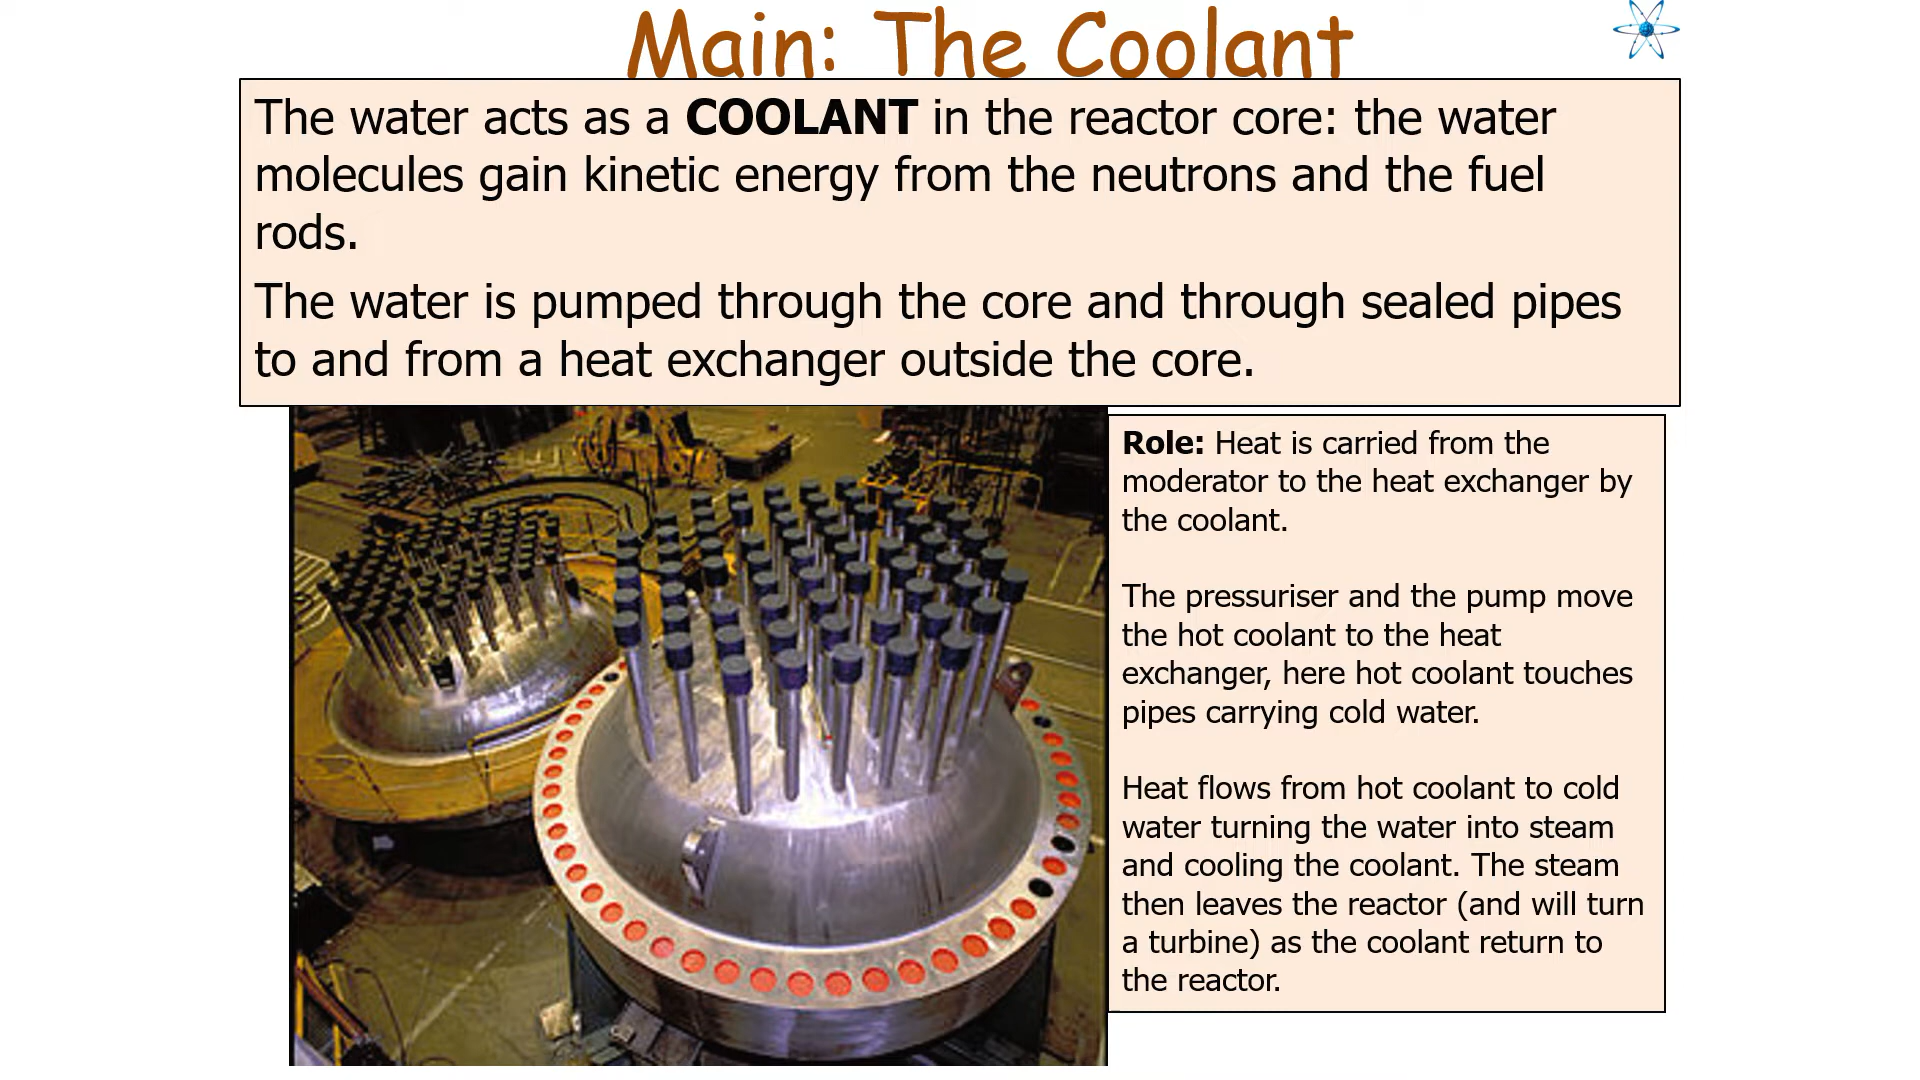 Main: The Coolant
The water acts as a COOLANT in the reactor core: the water
molecules gain kinetic energy from the neutrons and the fuel
rods.
The water is pumped through the core and through sealed pipes
to and from a heat exchanger outside the core.
Role: Heat is carried from the
moderator to the heat exchanger by
the coolant.
The pressuriser and the pump move
the hot coolant to the heat
exchanger, here hot coolant touches
pipes carrying cold water.
Heat flows from hot coolant to cold
water turning the water into steam
and cooling the coolant. The steam
then leaves the reactor (and will turn
a turbine) as the coolant return to
the reactor.